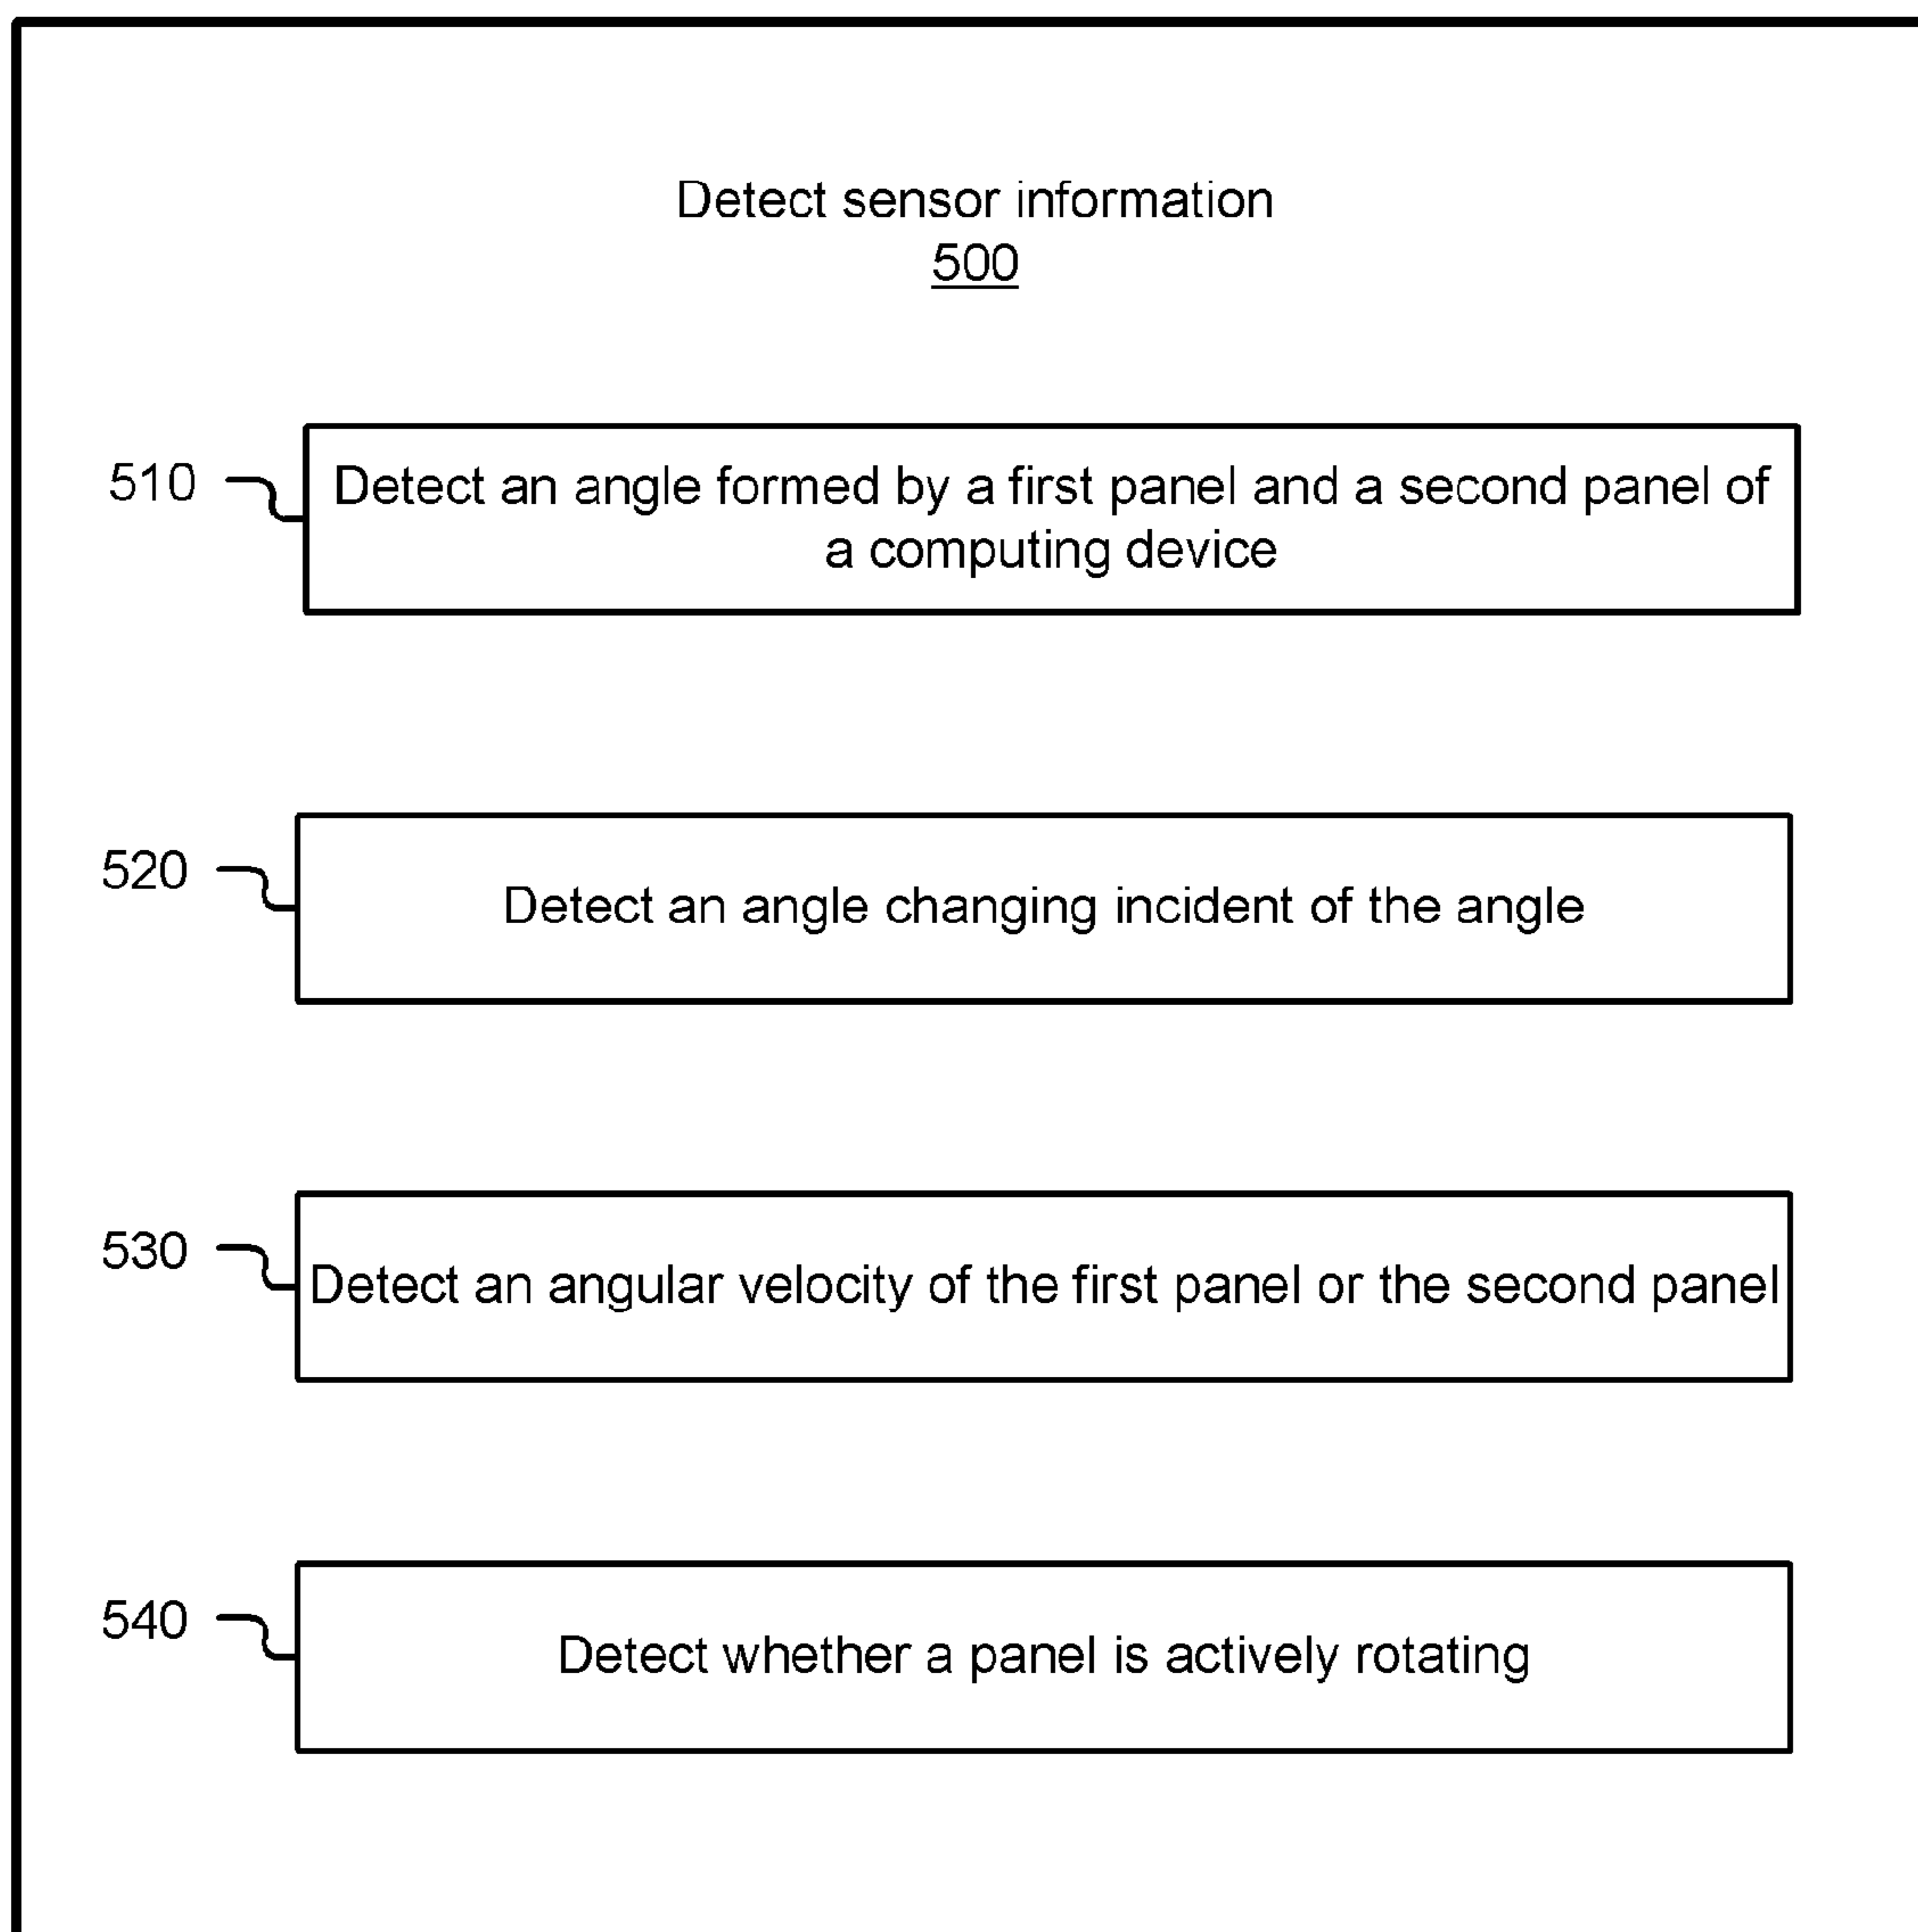 Detect sensor information
500
510
Detect an angle formed by a first panel and a second panel of
a computing device
520
Detect an angle changing incident of the angle
530
Detect an angular velocity of the first panel or the second panel
540
Detect whether a panel is actively rotating